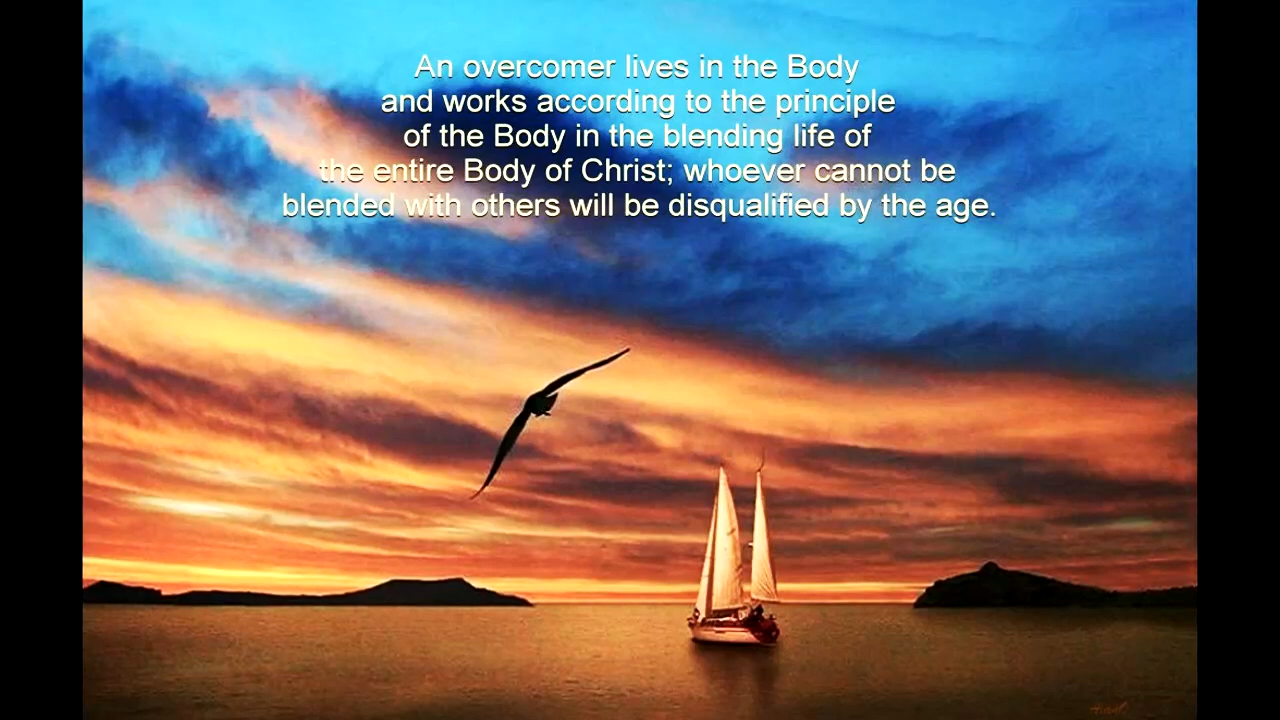 An overcomer lives in the Body
and works according to the principle
of the Body in the blending life of
the entire Body of Christ; whoever cannot be
blended with others will be disqualified by the age.